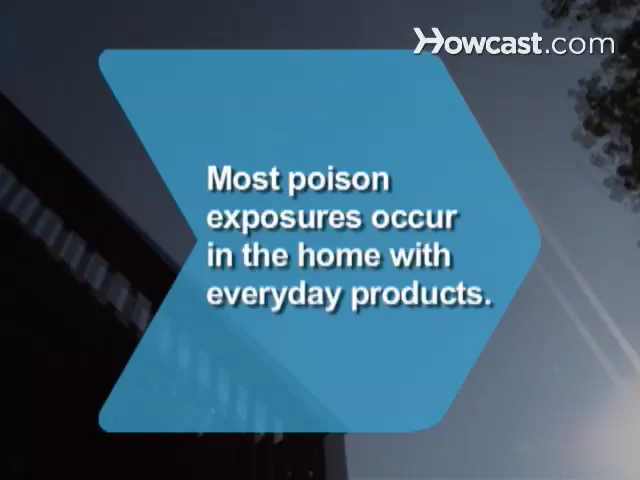 Howcast.com
Most poison
exposures occur
in the home with
everyday products.